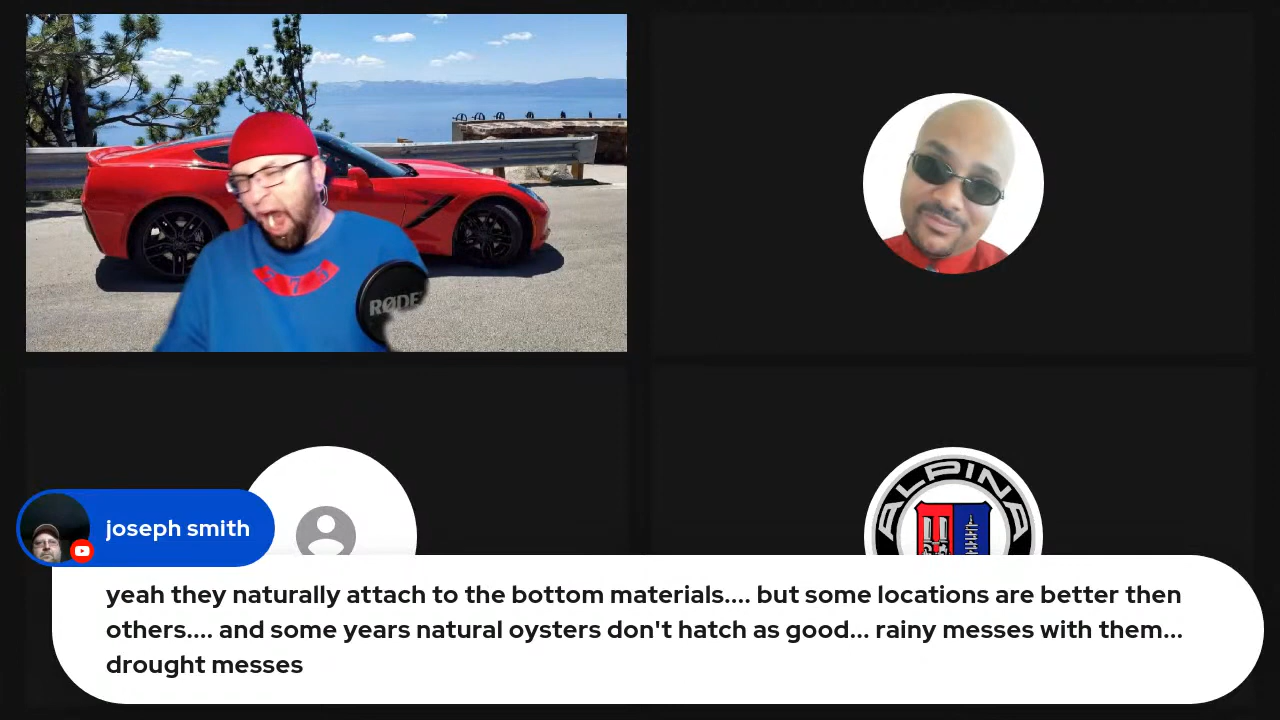 RØDE
ALPINA
joseph smith
yeah they naturally attach to the bottom materials.... but some locations are better then
others.... and some years natural oysters don't hatch as good... rainy messes with them...
drought messes